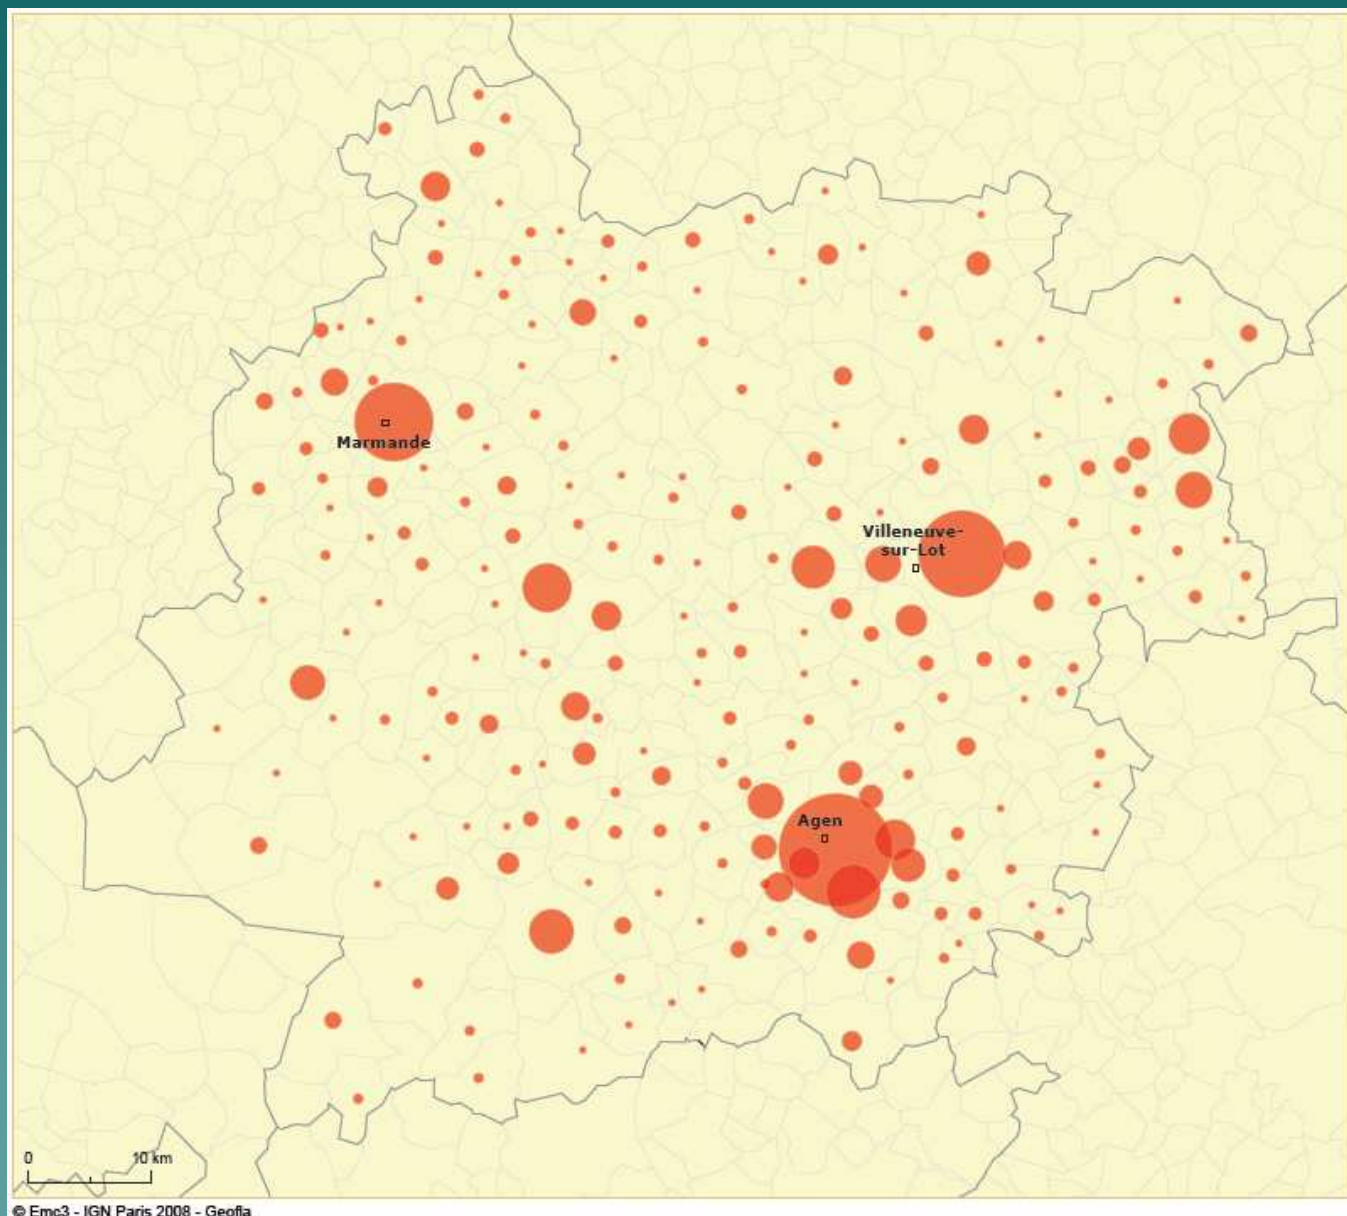 Marmande
Villeneuve-
sur-Lot
Agen
0 10 km
© Emc3 - IGN Paris 2008 - Geofla